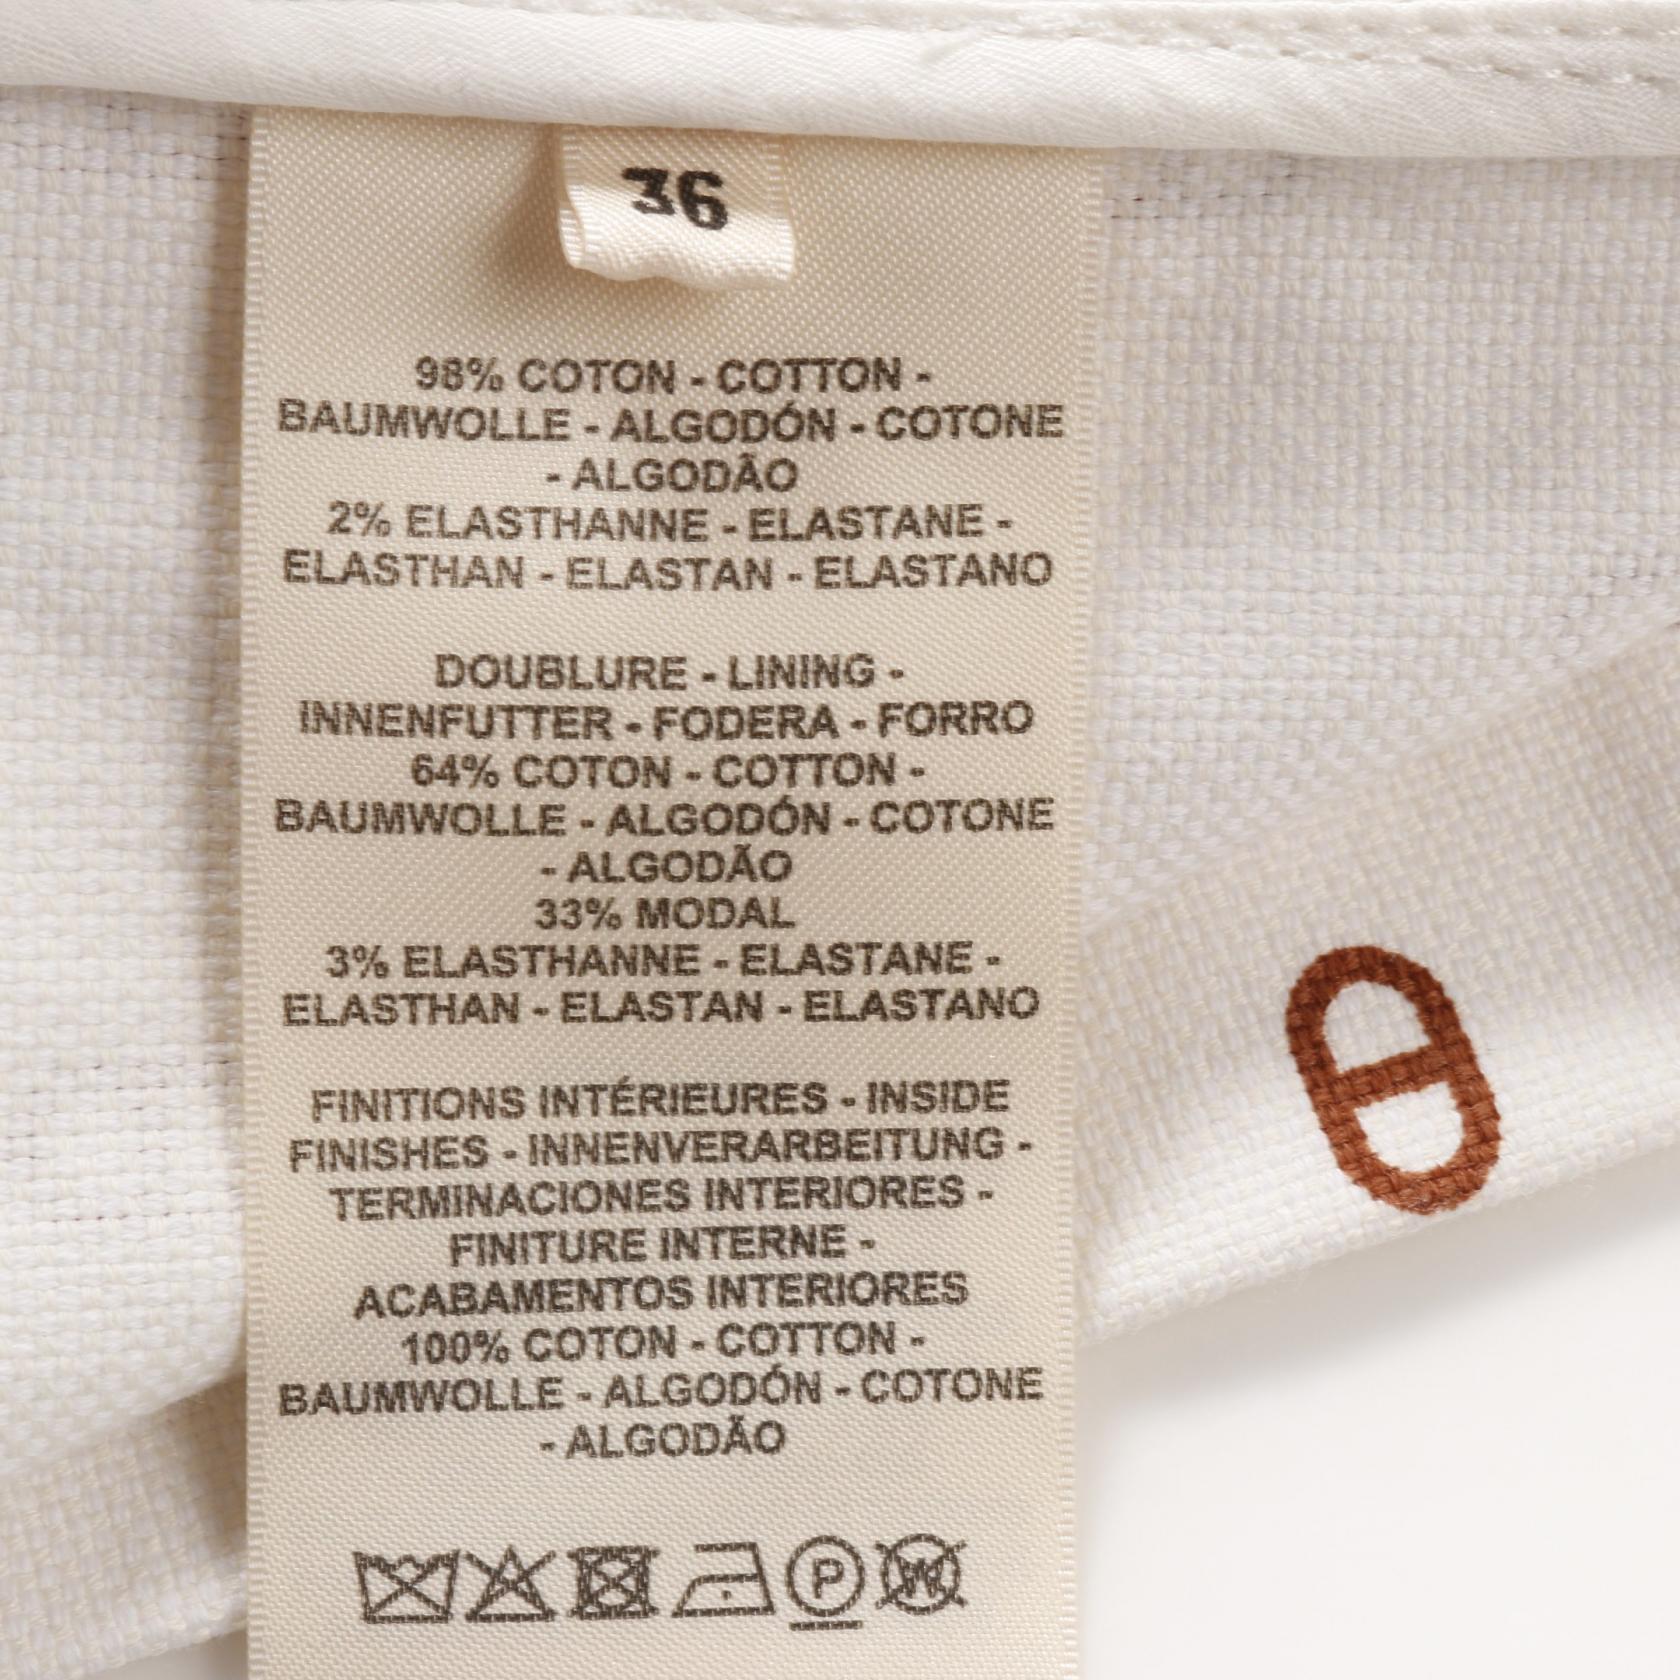 36
98% COTON - COTTON -
BAUMWOLLE - ALGODÓN - COTONE
- ALGODÃO
2% ELASTHANNE - ELASTANE -
ELASTHAN - ELASTAN - ELASTANO
DOUBLURE - LINING -
INNENFUTTER - FODERA - FORRO
64% COTON - COTTON -
BAUMWOLLE - ALGODÓN - COTONE
- ALGODÃO
33% MODAL
3% ELASTHANNE - ELASTANE -
ELASTHAN - ELASTAN - ELASTANO
FINITIONS INTÉRIEURES - INSIDE
FINISHES - INNENVERARBEITUNG -
TERMINACIONES INTERIORES -
FINITURE INTERNE -
ACABAMENTOS INTERIORES
100% COTON - COTTON -
BAUMWOLLE - ALGODÓN - COTONE
- ALGODÃO
P W